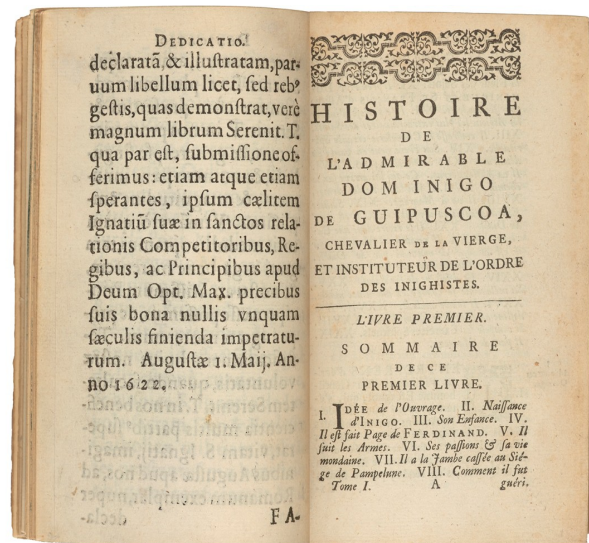 DEDICATIO.
declaratā, & illuſtratam, par-
uum libellum licet, ſed rebꝰ
geſtis, quas demonſtrat, verè
magnum librum Serenit. T.
qua par eſt, ſubmiſſione of-
ferimus: etiam atque etiam
ſperantes, ipſum cælitem
Ignatiū ſuæ in ſanctos rela-
tionis Competitoribus, Re-
gibus, ac Principibus apud
Deum Opt. Max. precibus
ſuis bona nullis vnquam
ſæculis finienda impetratu-
rum. Auguſtæ 1. Maij. An-
no 1622.
FA-
HISTOIRE
DE
L'ADMIRABLE
DOM INIGO
DE GUIPUSCOA,
CHEVALIER DE LA VIERGE,
ET INSTITUTEUR DE L'ORDRE
DES INIGHISTES.
LIVRE PREMIER.
SOMMAIRE
DE CE
PREMIER LIVRE.
I. IDÉE de l'Ouvrage. II. Naiſſance
d'INIGO. III. Son Enfance. IV.
Il eſt fait Page de FERDINAND. V. Il
ſuit les Armes. VI. Ses paſſions & ſa vie
mondaine. VII. Il a la Jambe caſſée au Sié-
ge de Pampelune. VIII. Comment il fut
Tome I. A guéri.